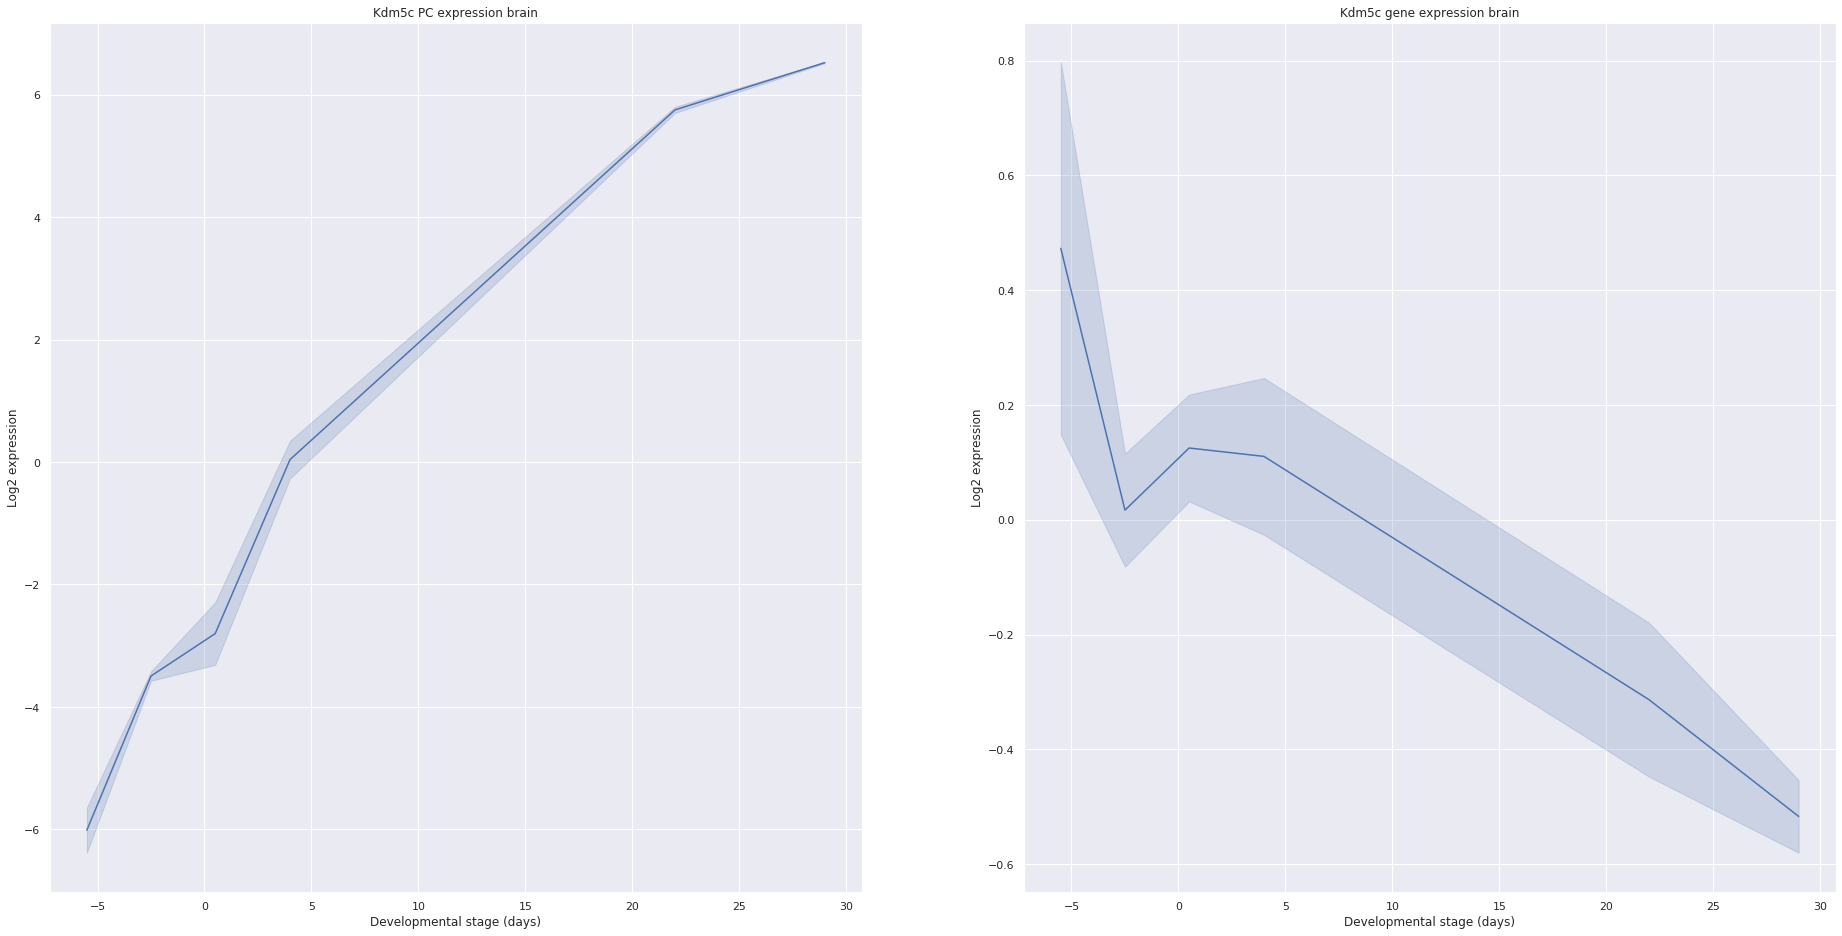 Kdm5c PC expression brain
Log2 expression
6
4
2
0
−2
−4
−6
−5 0 5 10 15 20 25 30
Developmental stage (days)
Kdm5c gene expression brain
Log2 expression
0.8
0.6
0.4
0.2
0.0
−0.2
−0.4
−0.6
−5 0 5 10 15 20 25 30
Developmental stage (days)